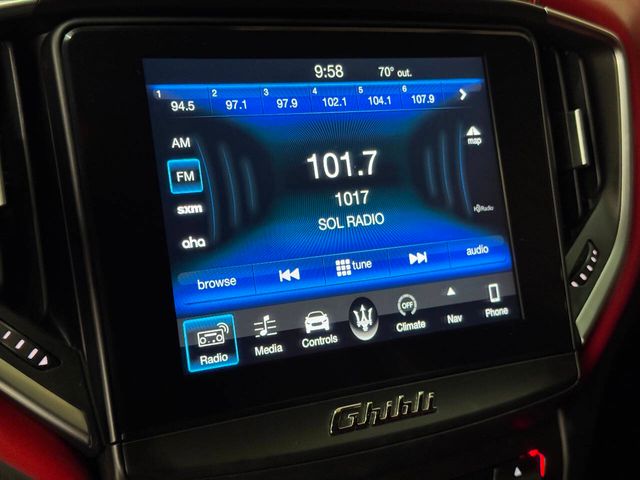 9:58 70° out.
1 2 3 4 5 6
94.5 97.1 97.9 102.1 104.1 107.9
AM
map
FM 101.7
sxm 1017
SOL RADIO HD Radio
aha
browse tune audio
OFF
Radio Media Controls Climate Nav Phone
Ghibli